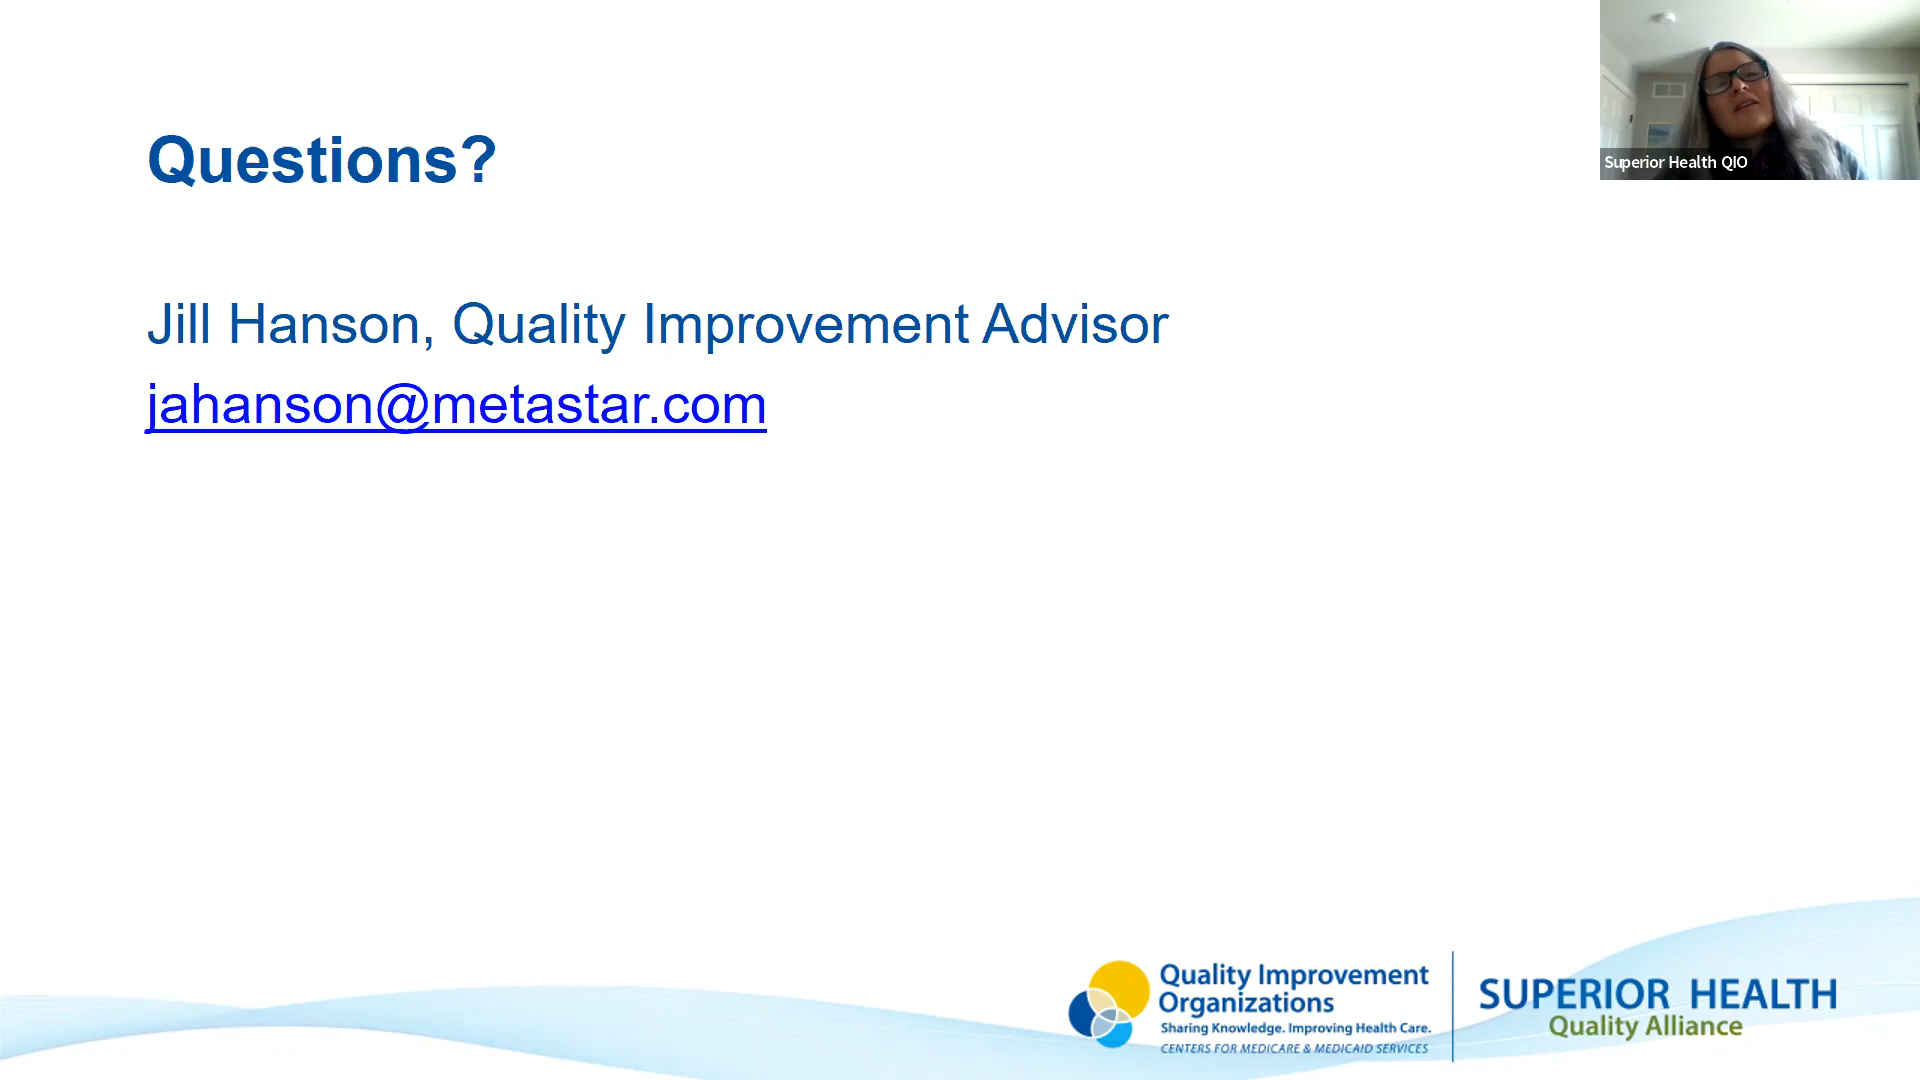 Superior Health QIO
Questions?
Jill Hanson, Quality Improvement Advisor
jahanson@metastar.com
Quality Improvement
Organizations
Sharing Knowledge. Improving Health Care.
CENTERS FOR MEDICARE & MEDICAID SERVICES
SUPERIOR HEALTH
Quality Alliance